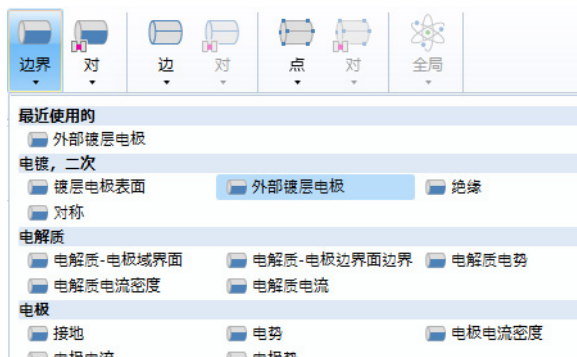 边界 对 边 对 点 对 全局
最近使用的
外部镀层电极
电镀，二次
镀层电极表面 外部镀层电极 绝缘
对称
电解质
电解质-电极域界面 电解质-电极边界面边界 电解质电势
电解质电流密度 电解质电流
电极
接地 电势 电极电流密度